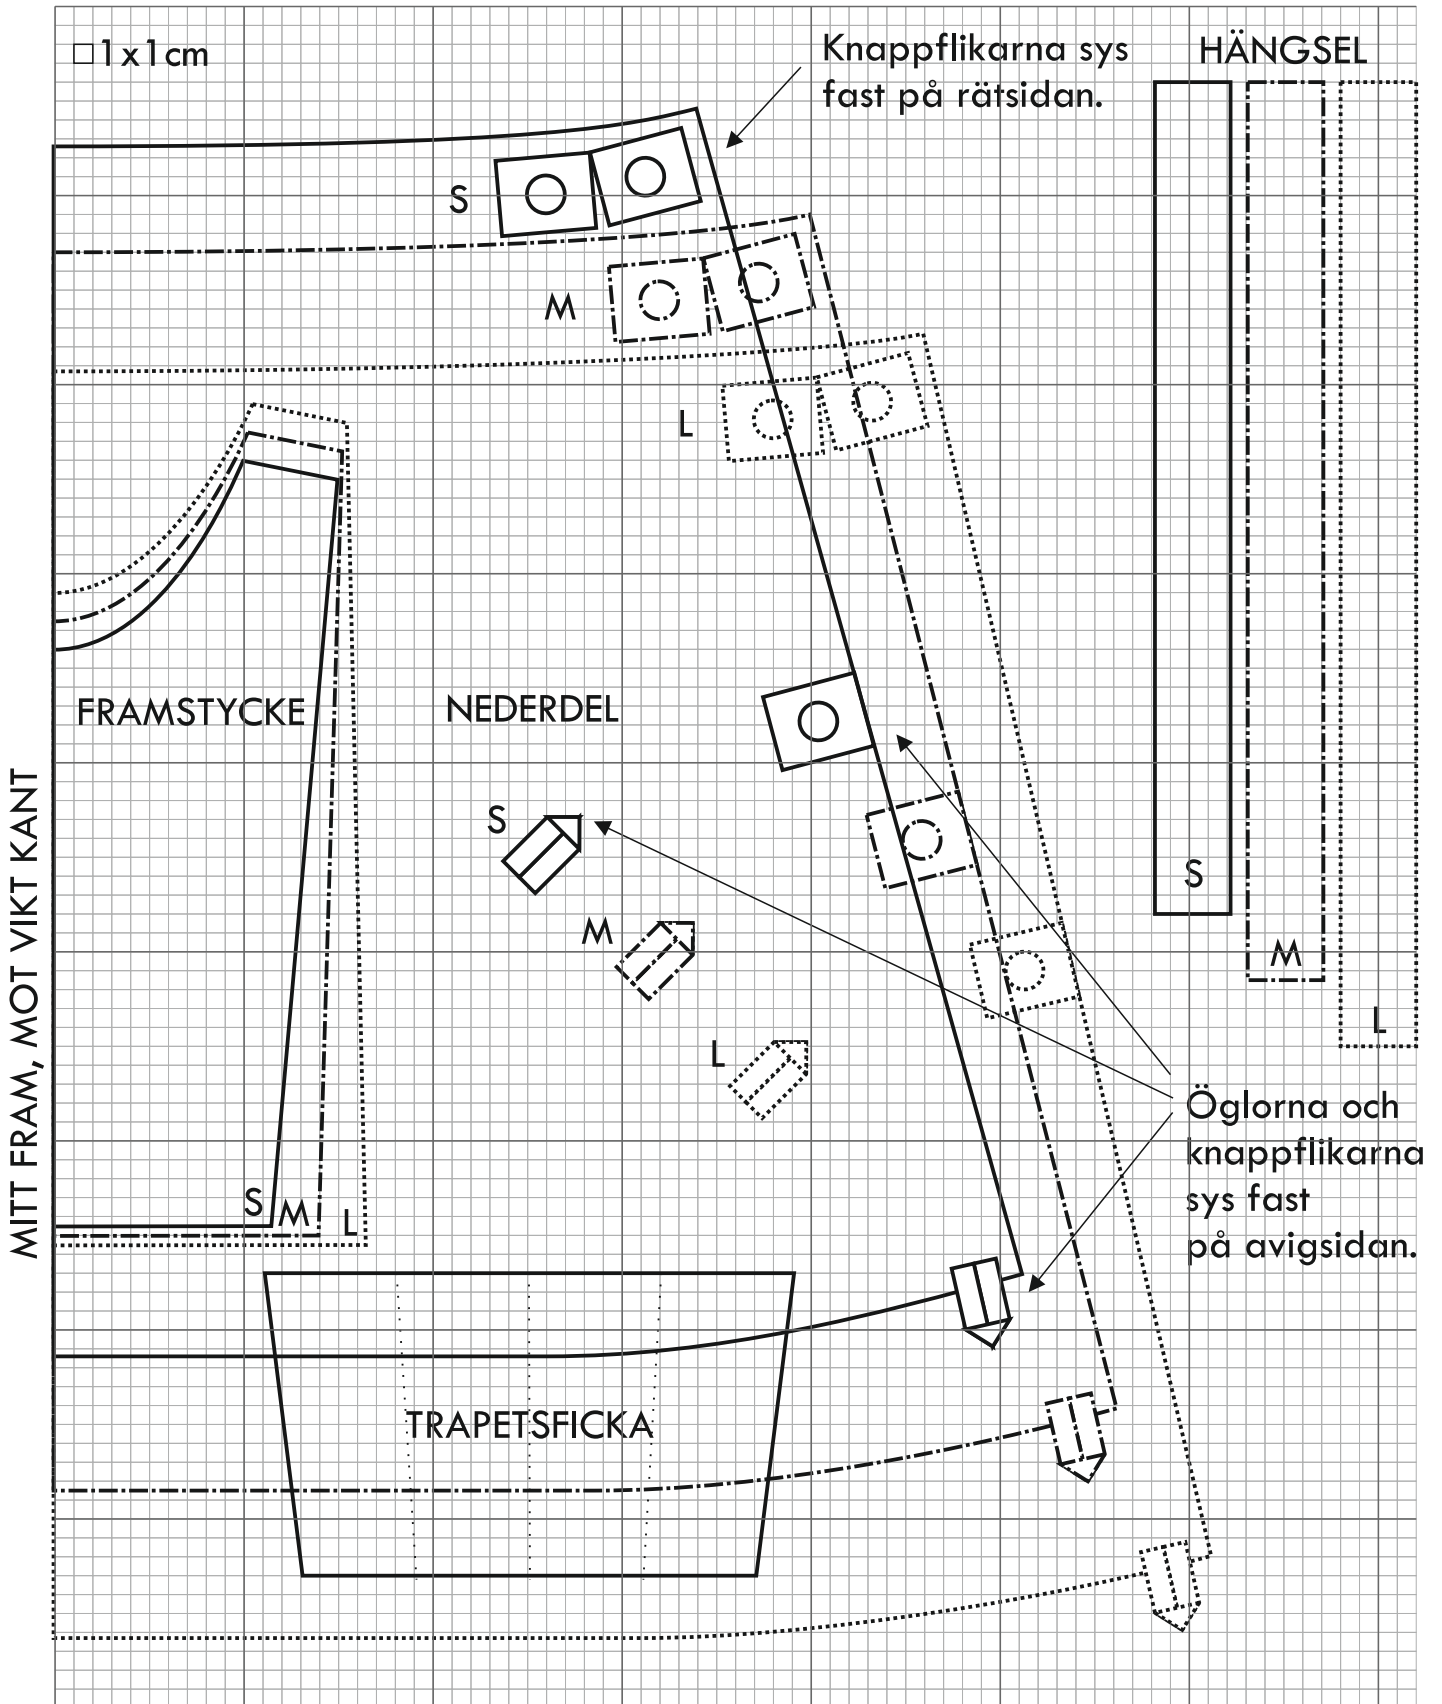 □1x1cm
Knappflikarna sys
fast på rätsidan.
HÄNGSEL
S
M
L
FRAMSTYCKE
NEDERDEL
MITT FRAM, MOT VIKT KANT
S
M
L
S
M
L
Öglorna och
knappflikarna
sys fast
på avigsidan.
S
M
L
TRAPETSFICKA